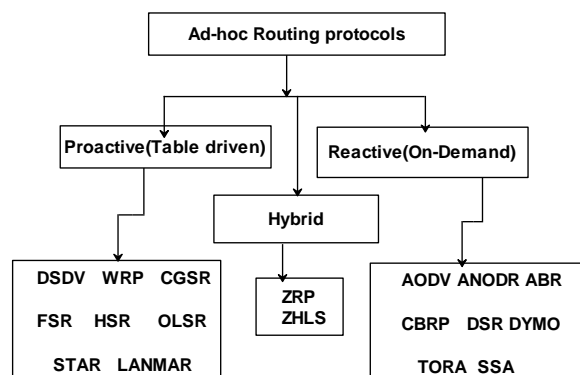 Ad-hoc Routing protocols
Proactive(Table driven)
Reactive(On-Demand)
Hybrid
DSDV WRP CGSR
FSR HSR OLSR
STAR LANMAR
ZRP
ZHLS
AODV ANODR ABR
CBRP DSR DYMO
TORA SSA